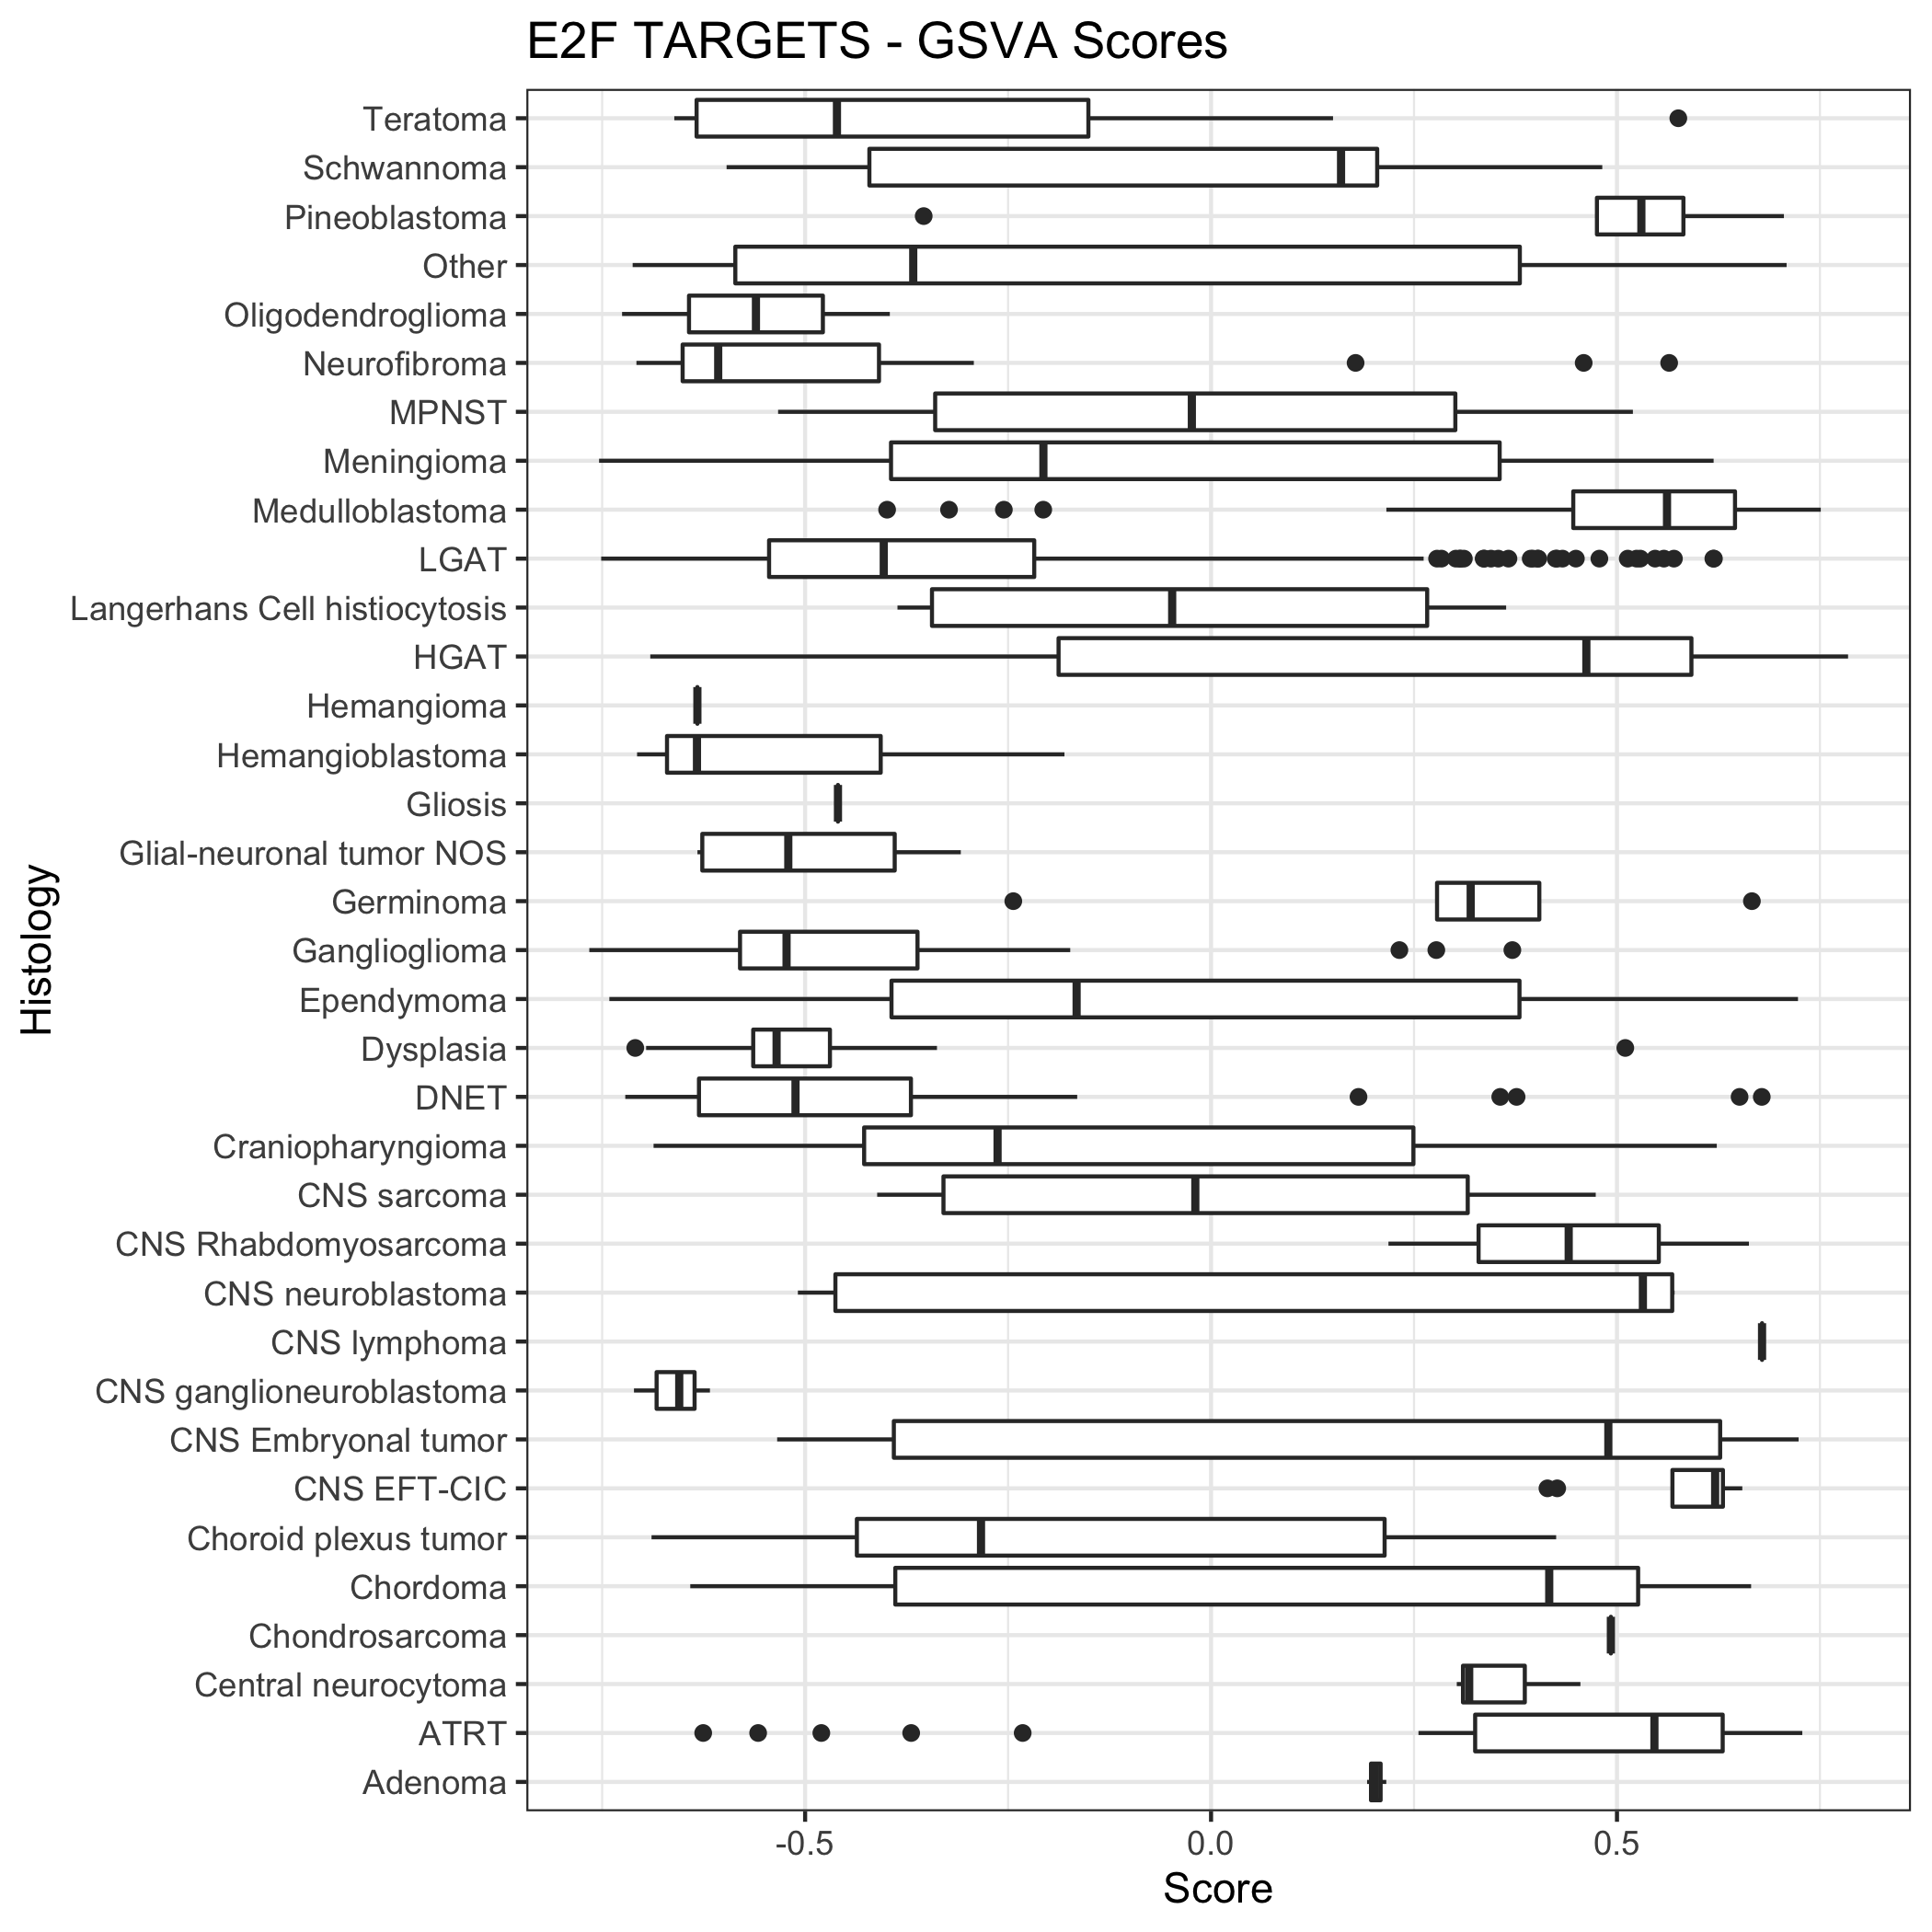 E2F TARGETS - GSVA Scores
Teratoma
Schwannoma
Pineoblastoma
Other
Oligodendroglioma
Neurofibroma
MPNST
Meningioma
Medulloblastoma
LGAT
Langerhans Cell histiocytosis
HGAT
Hemangioma
Hemangioblastoma
Gliosis
Glial-neuronal tumor NOS
Germinoma
Ganglioglioma
Ependymoma
Dysplasia
DNET
Craniopharyngioma
CNS sarcoma
CNS Rhabdomyosarcoma
CNS neuroblastoma
CNS lymphoma
CNS ganglioneuroblastoma
CNS Embryonal tumor
CNS EFT-CIC
Choroid plexus tumor
Chordoma
Chondrosarcoma
Central neurocytoma
ATRT
Adenoma
Histology
-0.5 0.0 0.5
Score